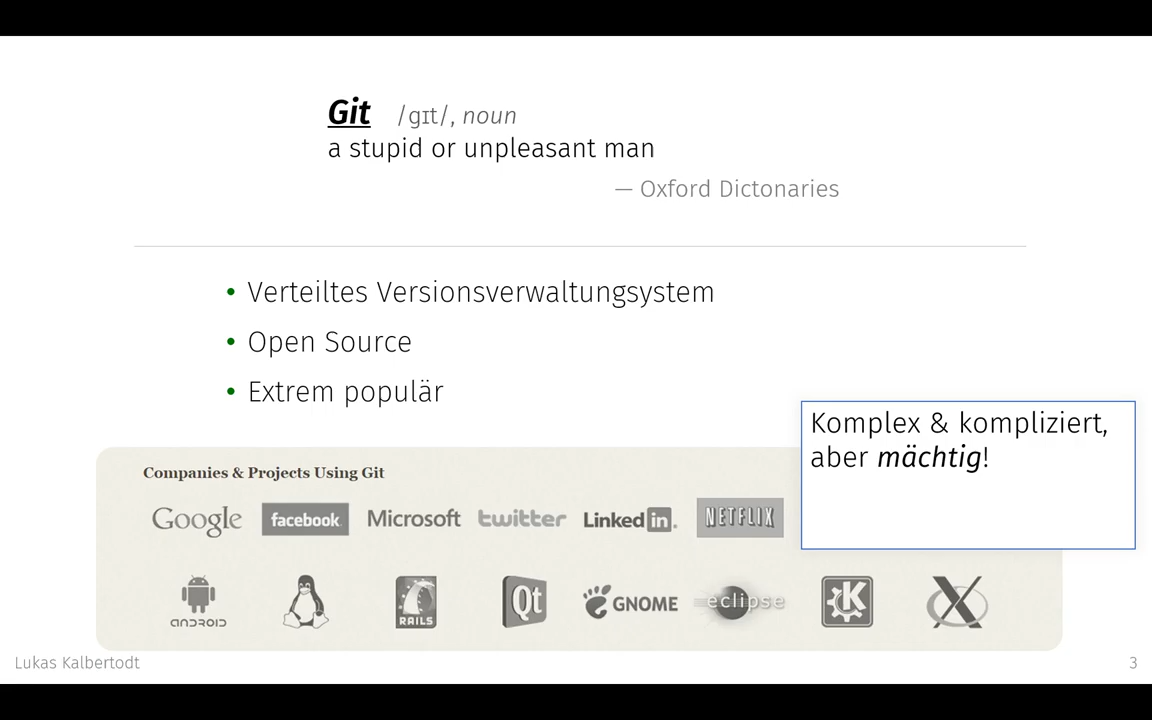 Git /gɪt/, noun
a stupid or unpleasant man
— Oxford Dictonaries
• Verteiltes Versionsverwaltungsystem
• Open Source
• Extrem populär
Komplex & kompliziert,
aber mächtig!
Companies & Projects Using Git
Google facebook Microsoft twitter Linked in. NETFLIX
ANDROID RAILS Qt GNOME eclipse K X
Lukas Kalbertodt 3